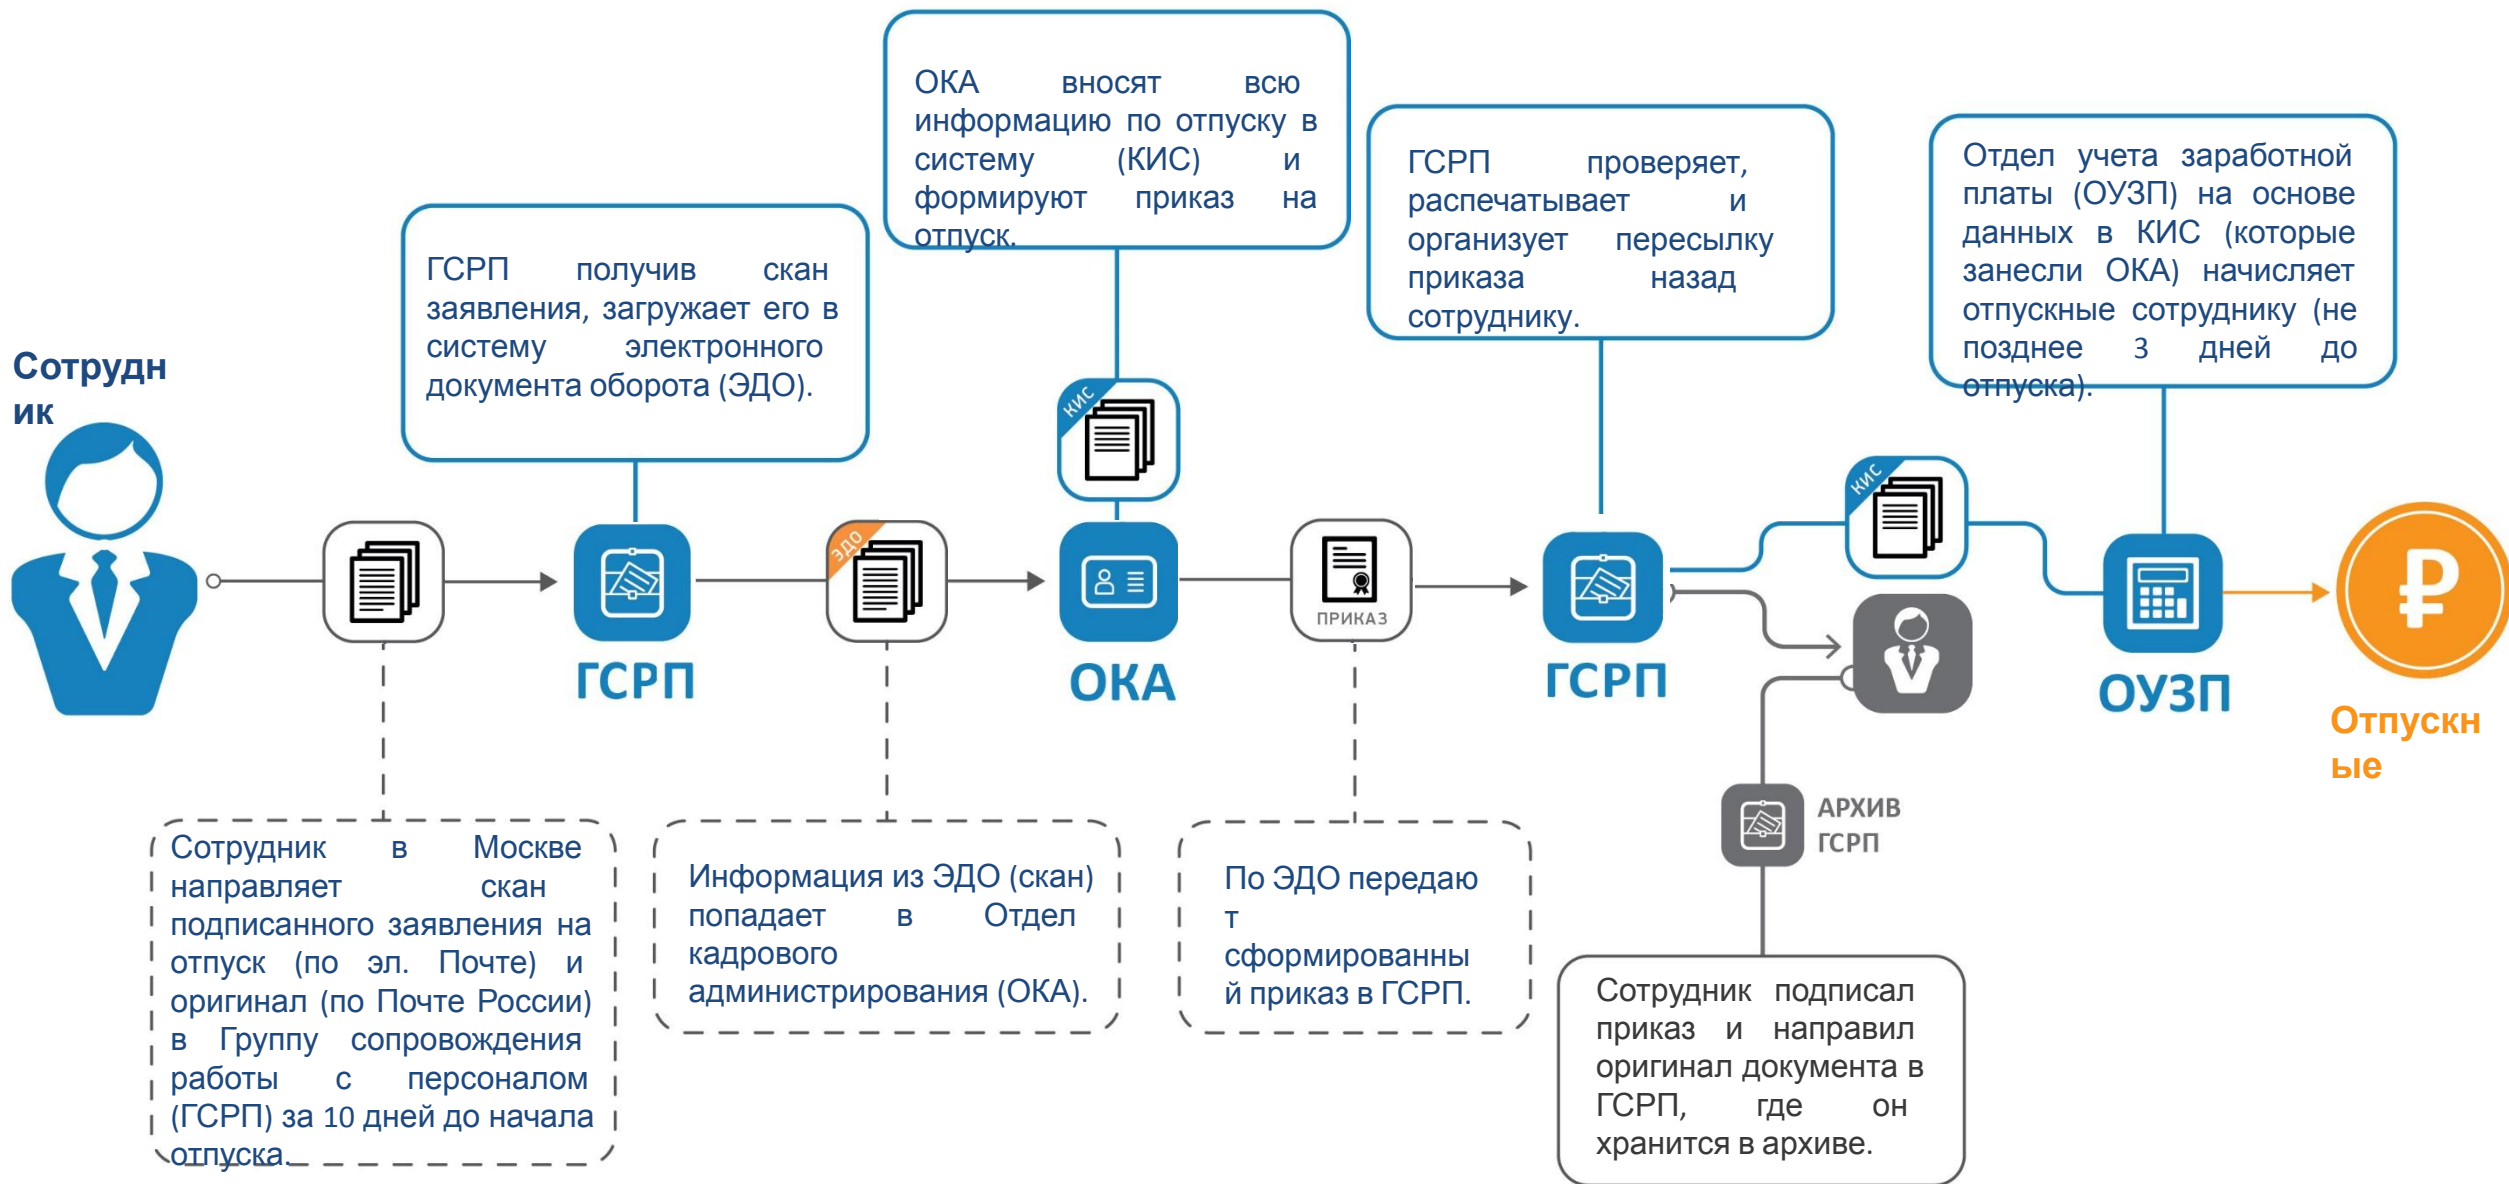 ОКА вносят всю
информацию по отпуску в
систему (КИС) и
формируют приказ на
отпуск.
ГСРП проверяет,
распечатывает и
организует пересылку
приказа назад
сотруднику.
Отдел учета заработной
платы (ОУЗП) на основе
данных в КИС (которые
занесли ОКА) начисляет
отпускные сотруднику (не
позднее 3 дней до
отпуска).
ГСРП получив скан
заявления, загружает его в
систему электронного
документа оборота (ЭДО).
Сотрудн
ик
КИС
КИС
ЭДО
ПРИКАЗ
ГСРП
ОКА
ГСРП
ОУЗП
Отпускн
ые
АРХИВ
ГСРП
Сотрудник в Москве
направляет скан
подписанного заявления на
отпуск (по эл. Почте) и
оригинал (по Почте России)
в Группу сопровождения
работы с персоналом
(ГСРП) за 10 дней до начала
отпуска.
Информация из ЭДО (скан)
попадает в Отдел
кадрового
администрирования (ОКА).
По ЭДО передаю
т
сформированны
й приказ в ГСРП.
Сотрудник подписал
приказ и направил
оригинал документа в
ГСРП, где он
хранится в архиве.